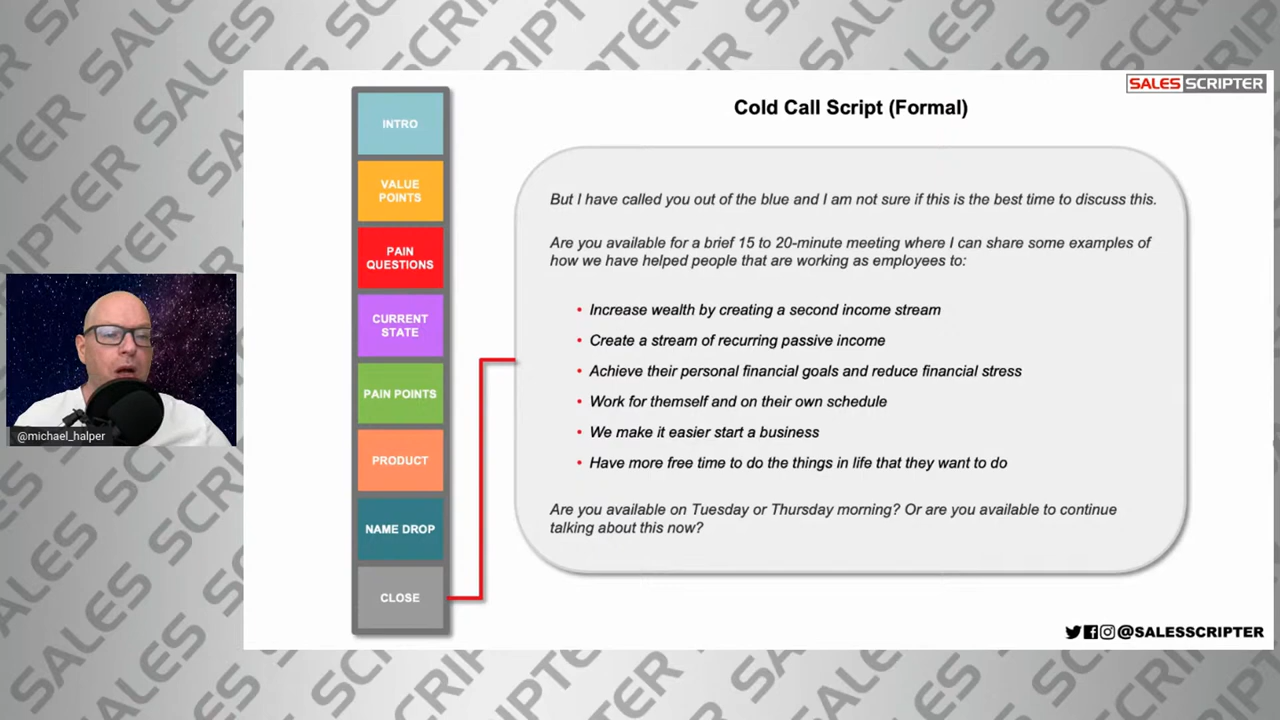 SALES SCRIPTER
Cold Call Script (Formal)
INTRO
VALUE
POINTS
PAIN
QUESTIONS
CURRENT
STATE
PAIN POINTS
PRODUCT
NAME DROP
CLOSE
But I have called you out of the blue and I am not sure if this is the best time to discuss this.
Are you available for a brief 15 to 20-minute meeting where I can share some examples of
how we have helped people that are working as employees to:
• Increase wealth by creating a second income stream
• Create a stream of recurring passive income
• Achieve their personal financial goals and reduce financial stress
• Work for themself and on their own schedule
• We make it easier start a business
• Have more free time to do the things in life that they want to do
Are you available on Tuesday or Thursday morning? Or are you available to continue
talking about this now?
@michael_halper
@SALESSCRIPTER